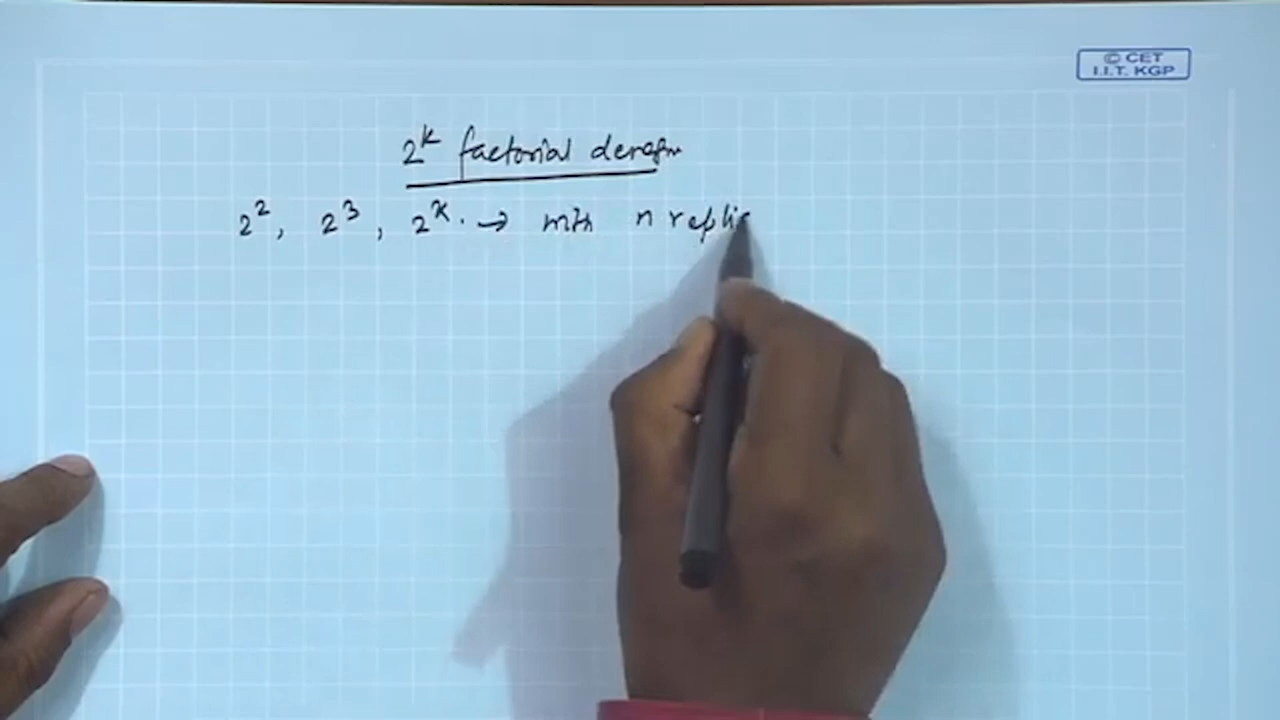 © CET
I.I.T. KGP
2^k factorial design
2^2, 2^3, 2^k. → with n replic